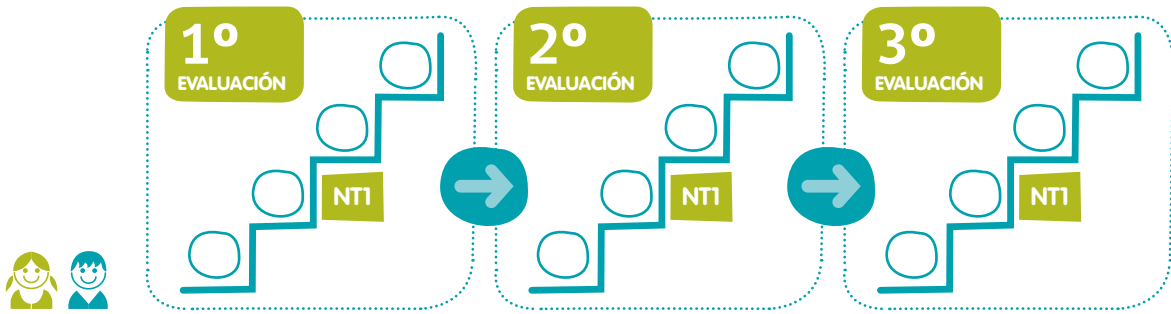 1º
EVALUACIÓN
NT1
2º
EVALUACIÓN
NT1
3º
EVALUACIÓN
NT1